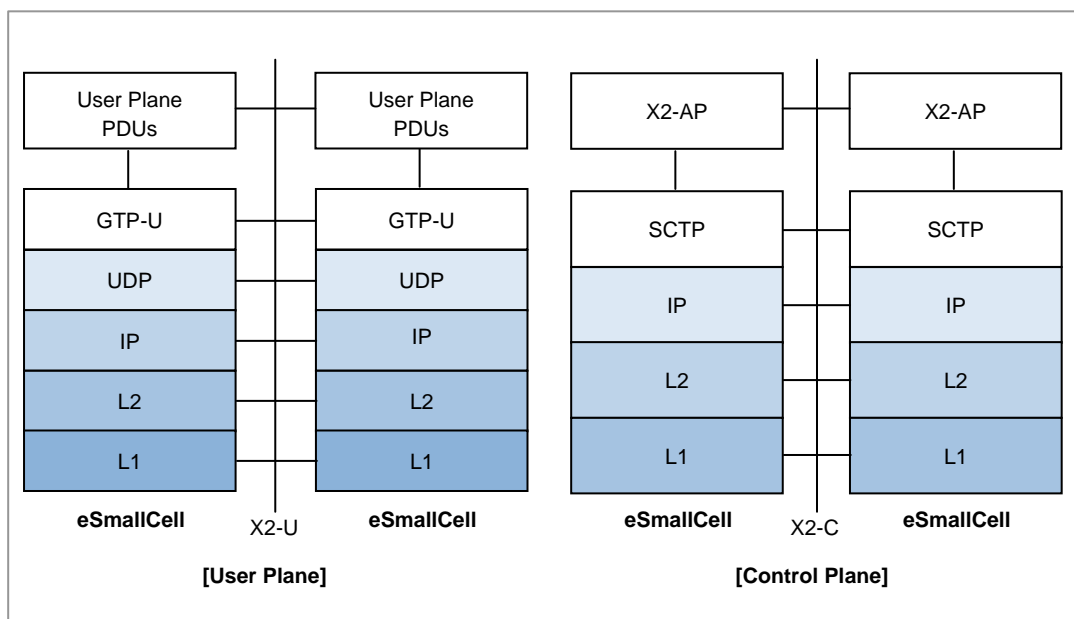 User Plane
PDUs
User Plane
PDUs
GTP-U
GTP-U
UDP
UDP
IP
IP
L2
L2
L1
L1
eSmallCell
X2-U
eSmallCell
[User Plane]
X2-AP
X2-AP
SCTP
SCTP
IP
IP
L2
L2
L1
L1
eSmallCell
X2-C
eSmallCell
[Control Plane]